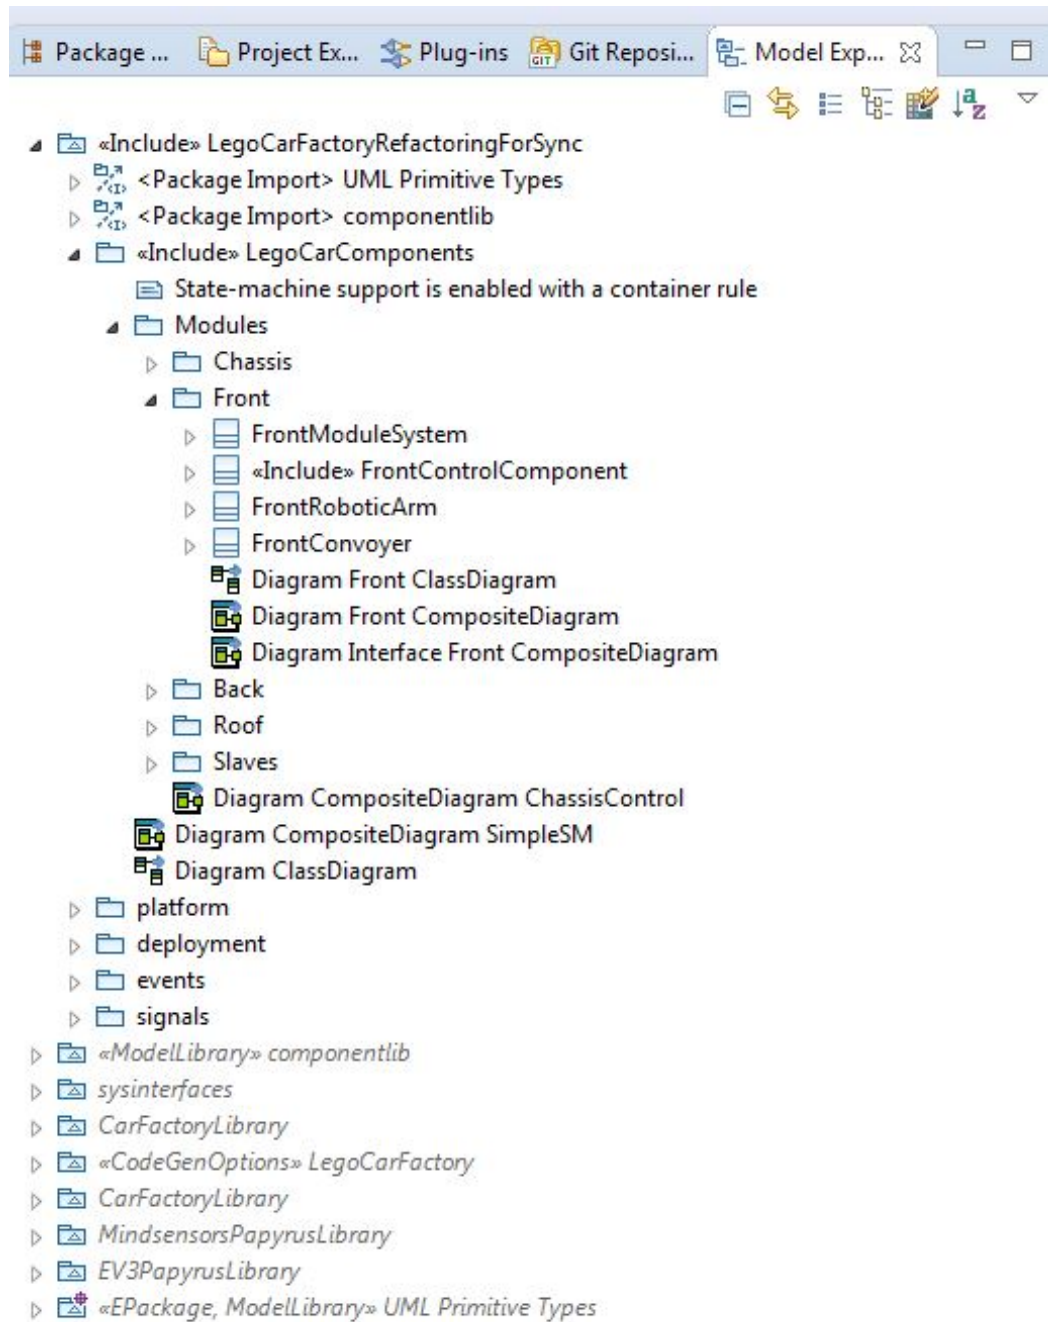 Package ... Project Ex... Plug-ins GIT Git Reposi... Model Exp...
a z
«Include» LegoCarFactoryRefactoringForSync
<Package Import> UML Primitive Types
<Package Import> componentlib
«Include» LegoCarComponents
State-machine support is enabled with a container rule
Modules
Chassis
Front
FrontModuleSystem
«Include» FrontControlComponent
FrontRoboticArm
FrontConvoyer
Diagram Front ClassDiagram
Diagram Front CompositeDiagram
Diagram Interface Front CompositeDiagram
Back
Roof
Slaves
Diagram CompositeDiagram ChassisControl
Diagram CompositeDiagram SimpleSM
Diagram ClassDiagram
platform
deployment
events
signals
«ModelLibrary» componentlib
sysinterfaces
CarFactoryLibrary
«CodeGenOptions» LegoCarFactory
CarFactoryLibrary
MindsensorsPapyrusLibrary
EV3PapyrusLibrary
«EPackage, ModelLibrary» UML Primitive Types